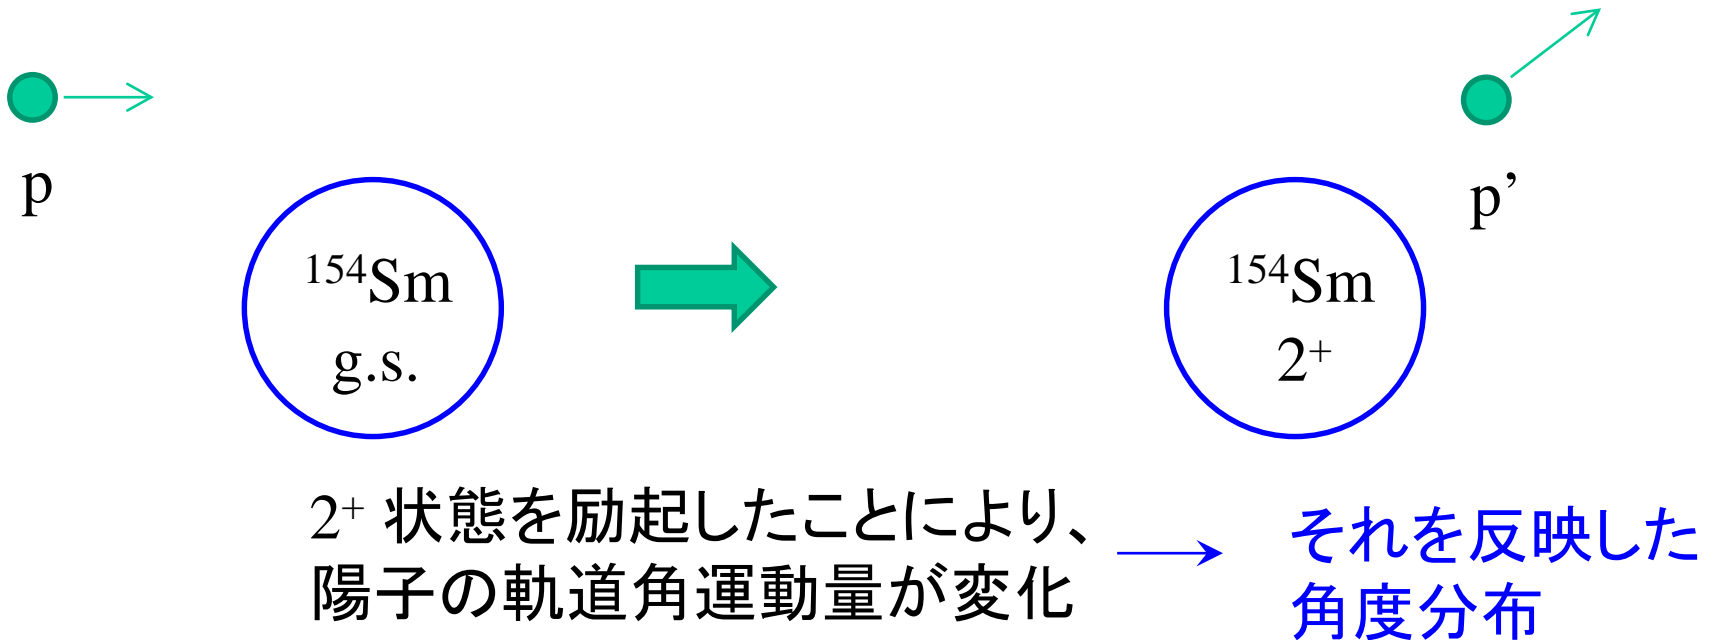 p
p’
¹⁵⁴Sm
g.s.
¹⁵⁴Sm
2⁺
2⁺ 状態を励起したことにより、
陽子の軌道角運動量が変化
それを反映した
角度分布